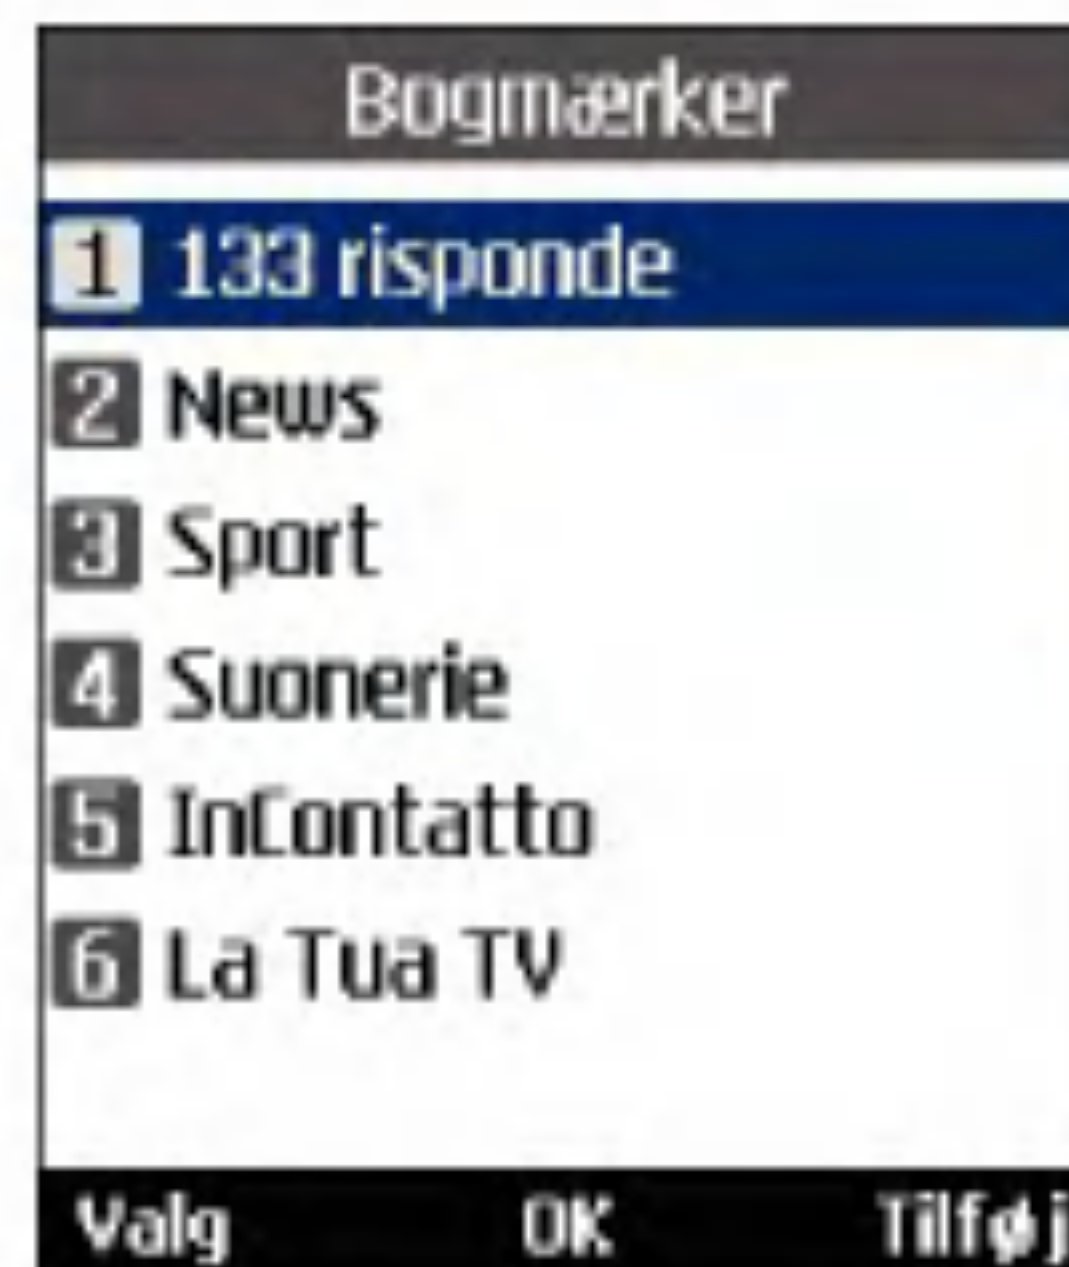 Bogmærker
1 133 risponde
2 News
3 Sport
4 Suonerie
5 InContatto
6 La Tua TV
Valg OK Tilføj